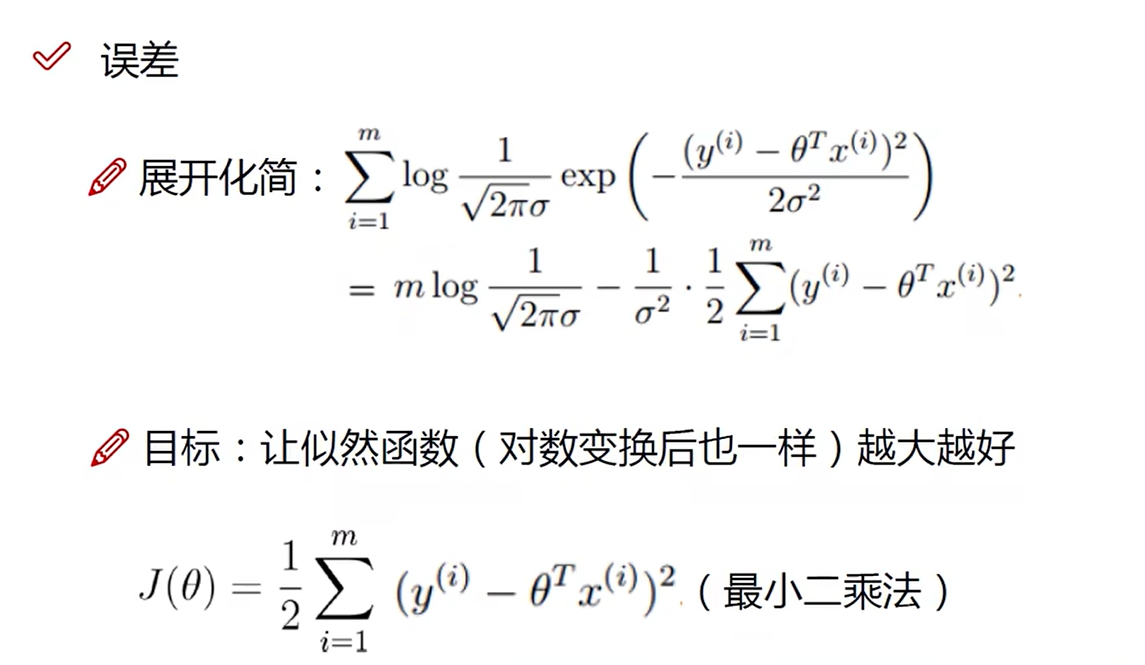 误差
展开化简：$\sum_{i=1}^{m} \log \frac{1}{\sqrt{2\pi}\sigma} \exp\left(-\frac{(y^{(i)} - \theta^T x^{(i)})^2}{2\sigma^2}\right)$
$= m \log \frac{1}{\sqrt{2\pi}\sigma} - \frac{1}{\sigma^2} \cdot \frac{1}{2} \sum_{i=1}^{m} (y^{(i)} - \theta^T x^{(i)})^2.$
目标：让似然函数（对数变换后也一样）越大越好
$J(\theta) = \frac{1}{2} \sum_{i=1}^{m} (y^{(i)} - \theta^T x^{(i)})^2.$（最小二乘法）